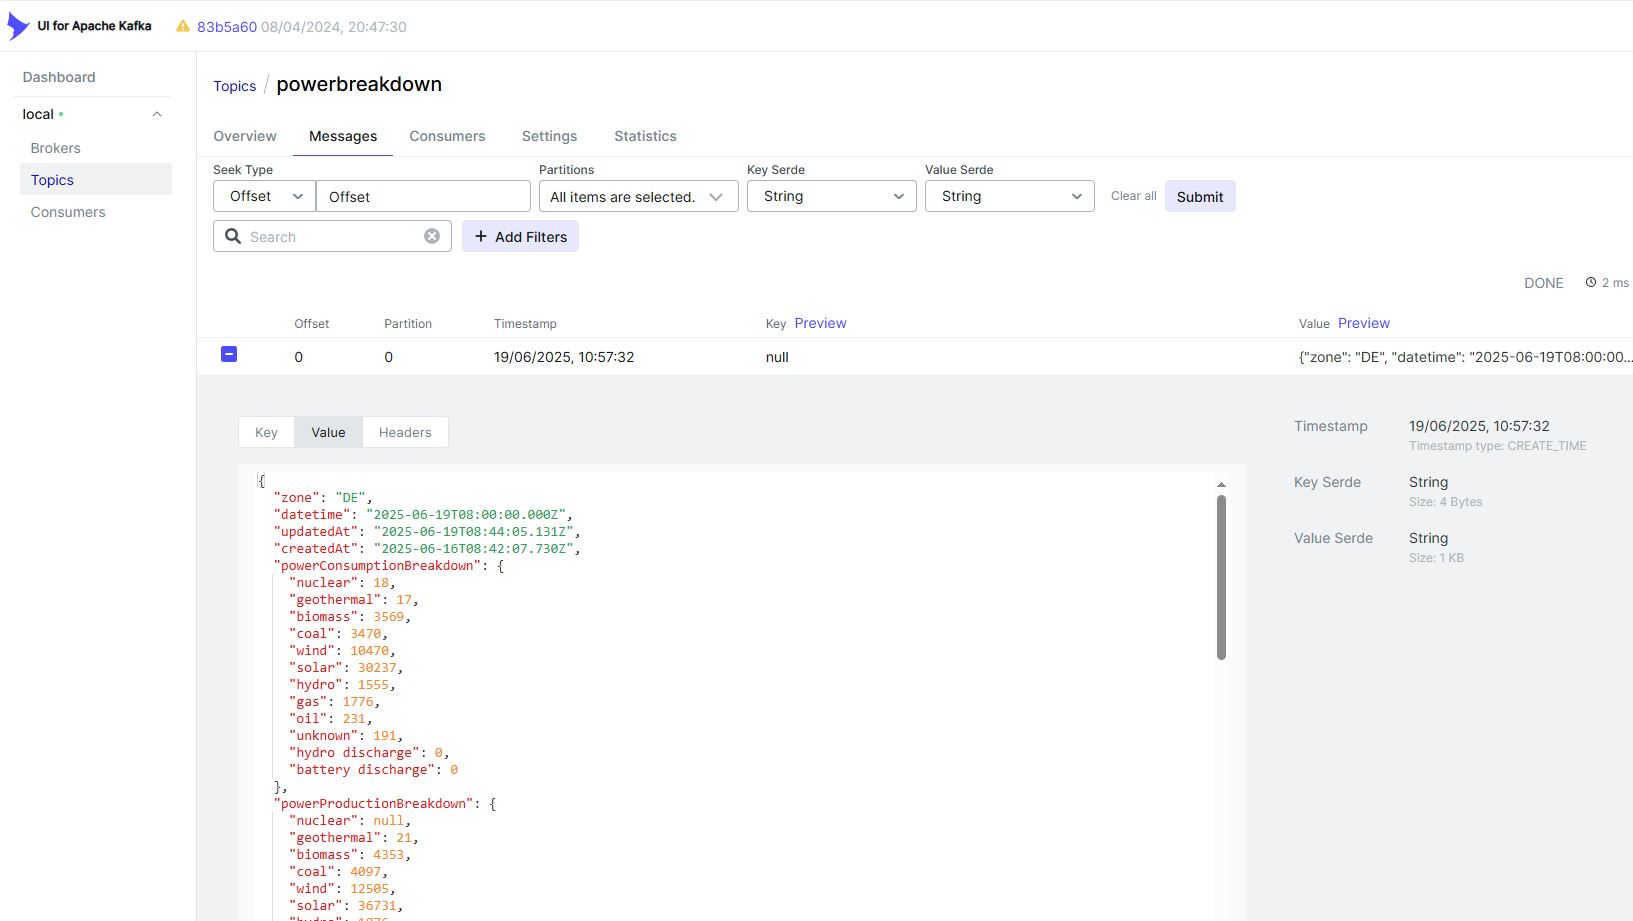 UI for Apache Kafka 83b5a60 08/04/2024, 20:47:30
Dashboard
local
Brokers
Topics
Consumers
Topics / powerbreakdown
Overview Messages Consumers Settings Statistics
Seek Type Partitions Key Serde Value Serde
Offset Offset All items are selected. String String Clear all Submit
Search + Add Filters
DONE 2 ms
Offset Partition Timestamp Key Preview Value Preview
0 0 19/06/2025, 10:57:32 null {"zone": "DE", "datetime": "2025-06-19T08:00:00...
Key Value Headers
{
"zone": "DE",
"datetime": "2025-06-19T08:00:00.000Z",
"updatedAt": "2025-06-19T08:44:05.131Z",
"createdAt": "2025-06-16T08:42:07.730Z",
"powerConsumptionBreakdown": {
"nuclear": 18,
"geothermal": 17,
"biomass": 3569,
"coal": 3470,
"wind": 10470,
"solar": 30237,
"hydro": 1555,
"gas": 1776,
"oil": 231,
"unknown": 191,
"hydro discharge": 0,
"battery discharge": 0
},
"powerProductionBreakdown": {
"nuclear": null,
"geothermal": 21,
"biomass": 4353,
"coal": 4097,
"wind": 12505,
"solar": 36731,
Timestamp 19/06/2025, 10:57:32
Timestamp type: CREATE_TIME
Key Serde String
Size: 4 Bytes
Value Serde String
Size: 1 KB